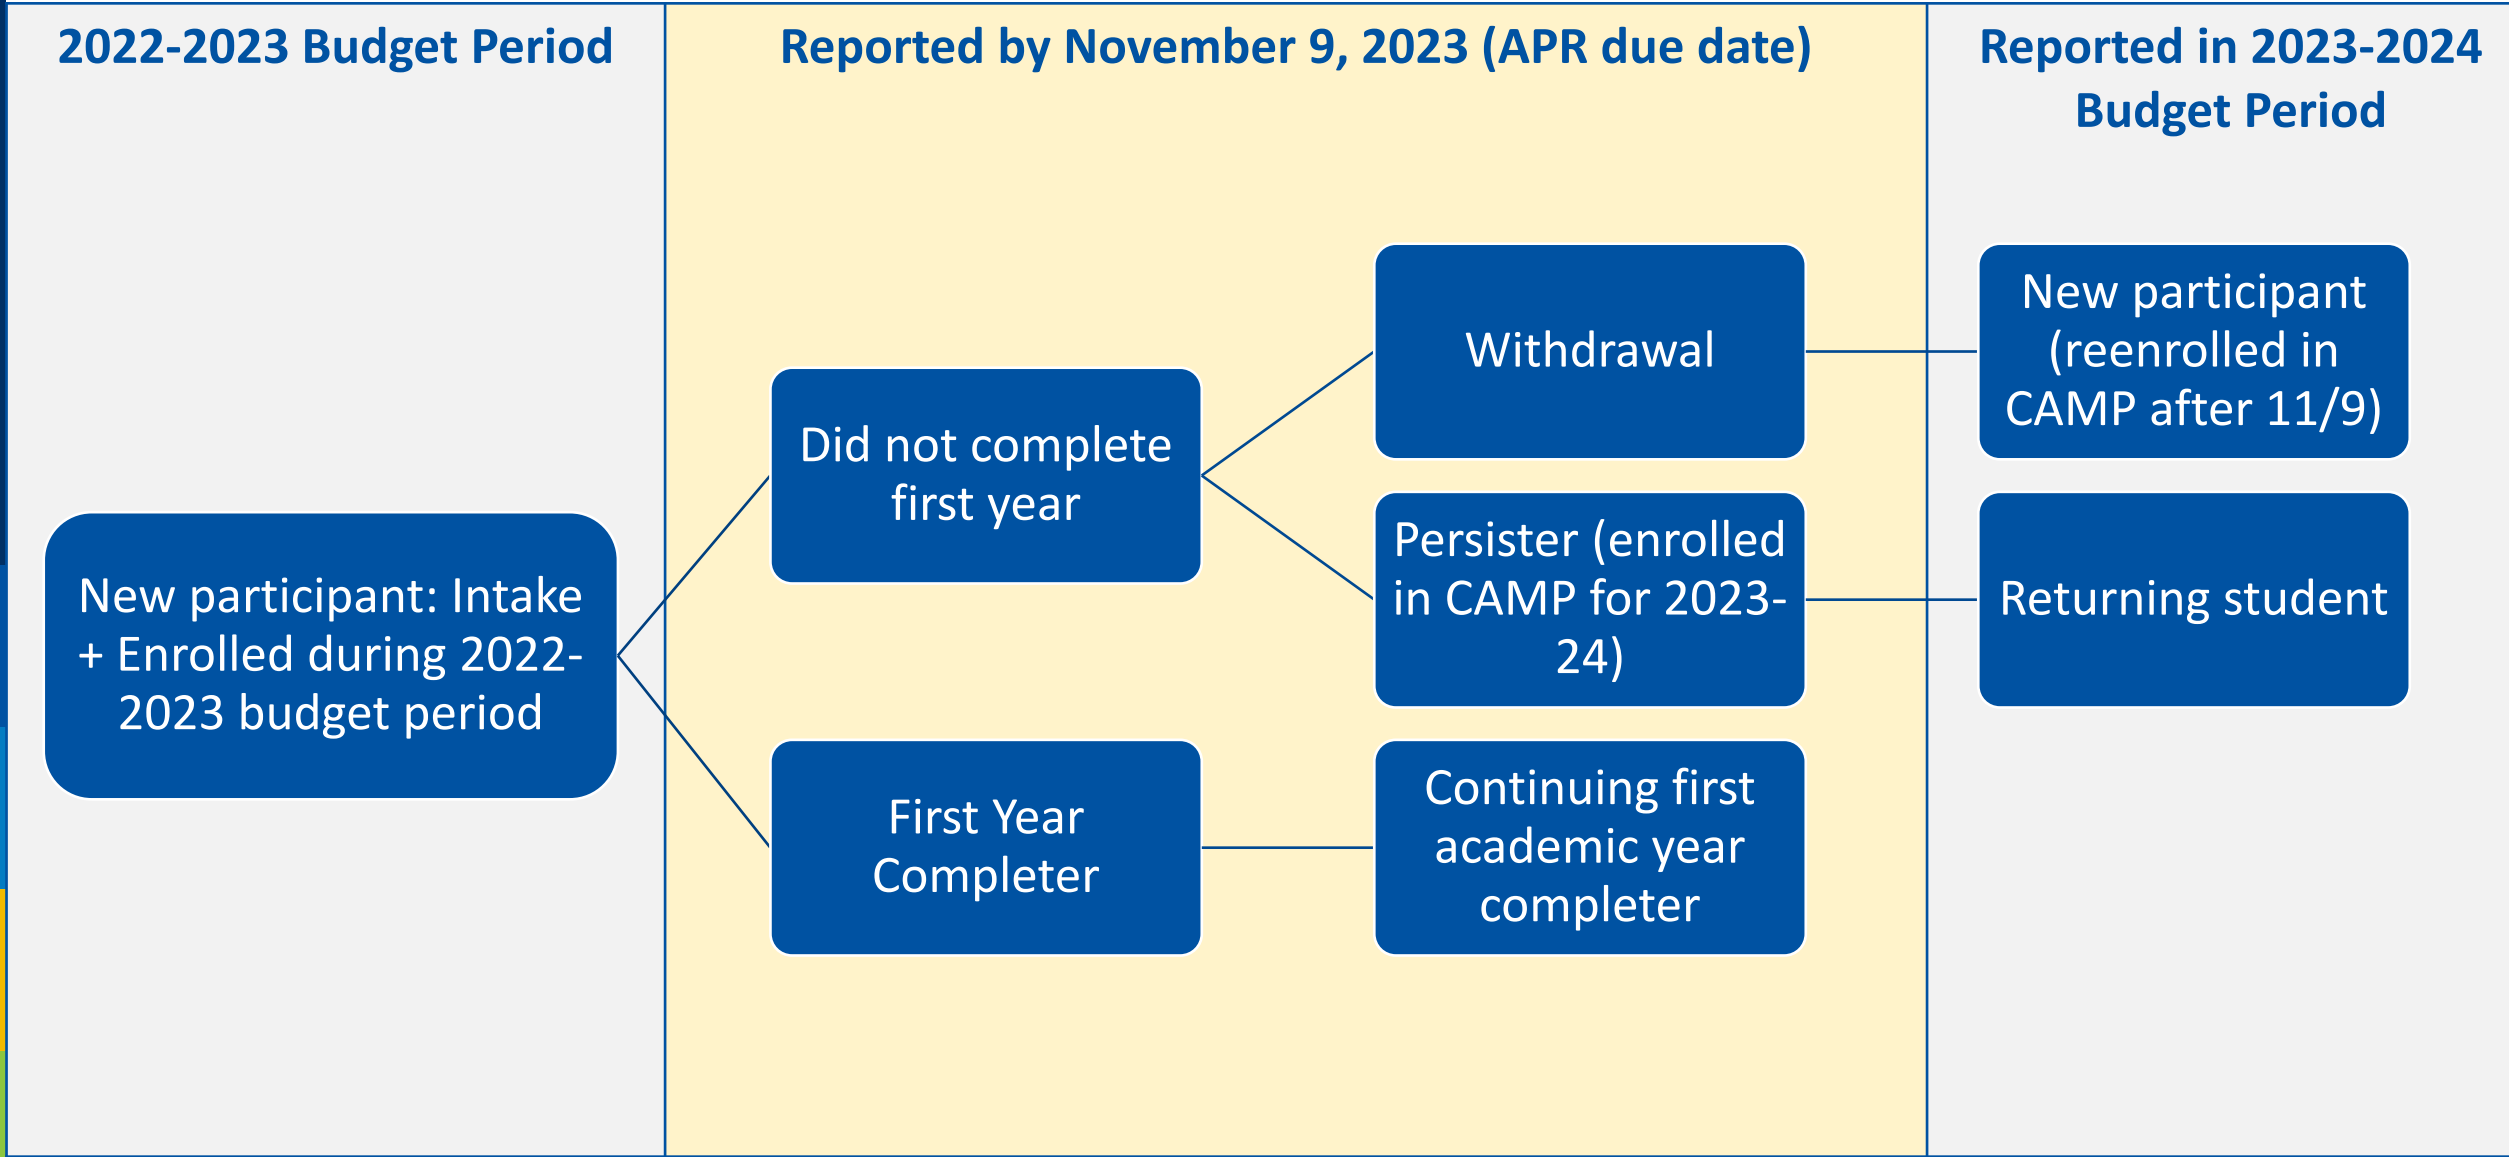 2022-2023 Budget Period
Reported by November 9, 2023 (APR due date)
Reported in 2023-2024
Budget Period
New participant: Intake
+ Enrolled during 2022-
2023 budget period
Did not complete
first year
First Year
Completer
Withdrawal
Persister (enrolled
in CAMP for 2023-
24)
Continuing first
academic year
completer
New participant
(reenrolled in
CAMP after 11/9)
Returning student